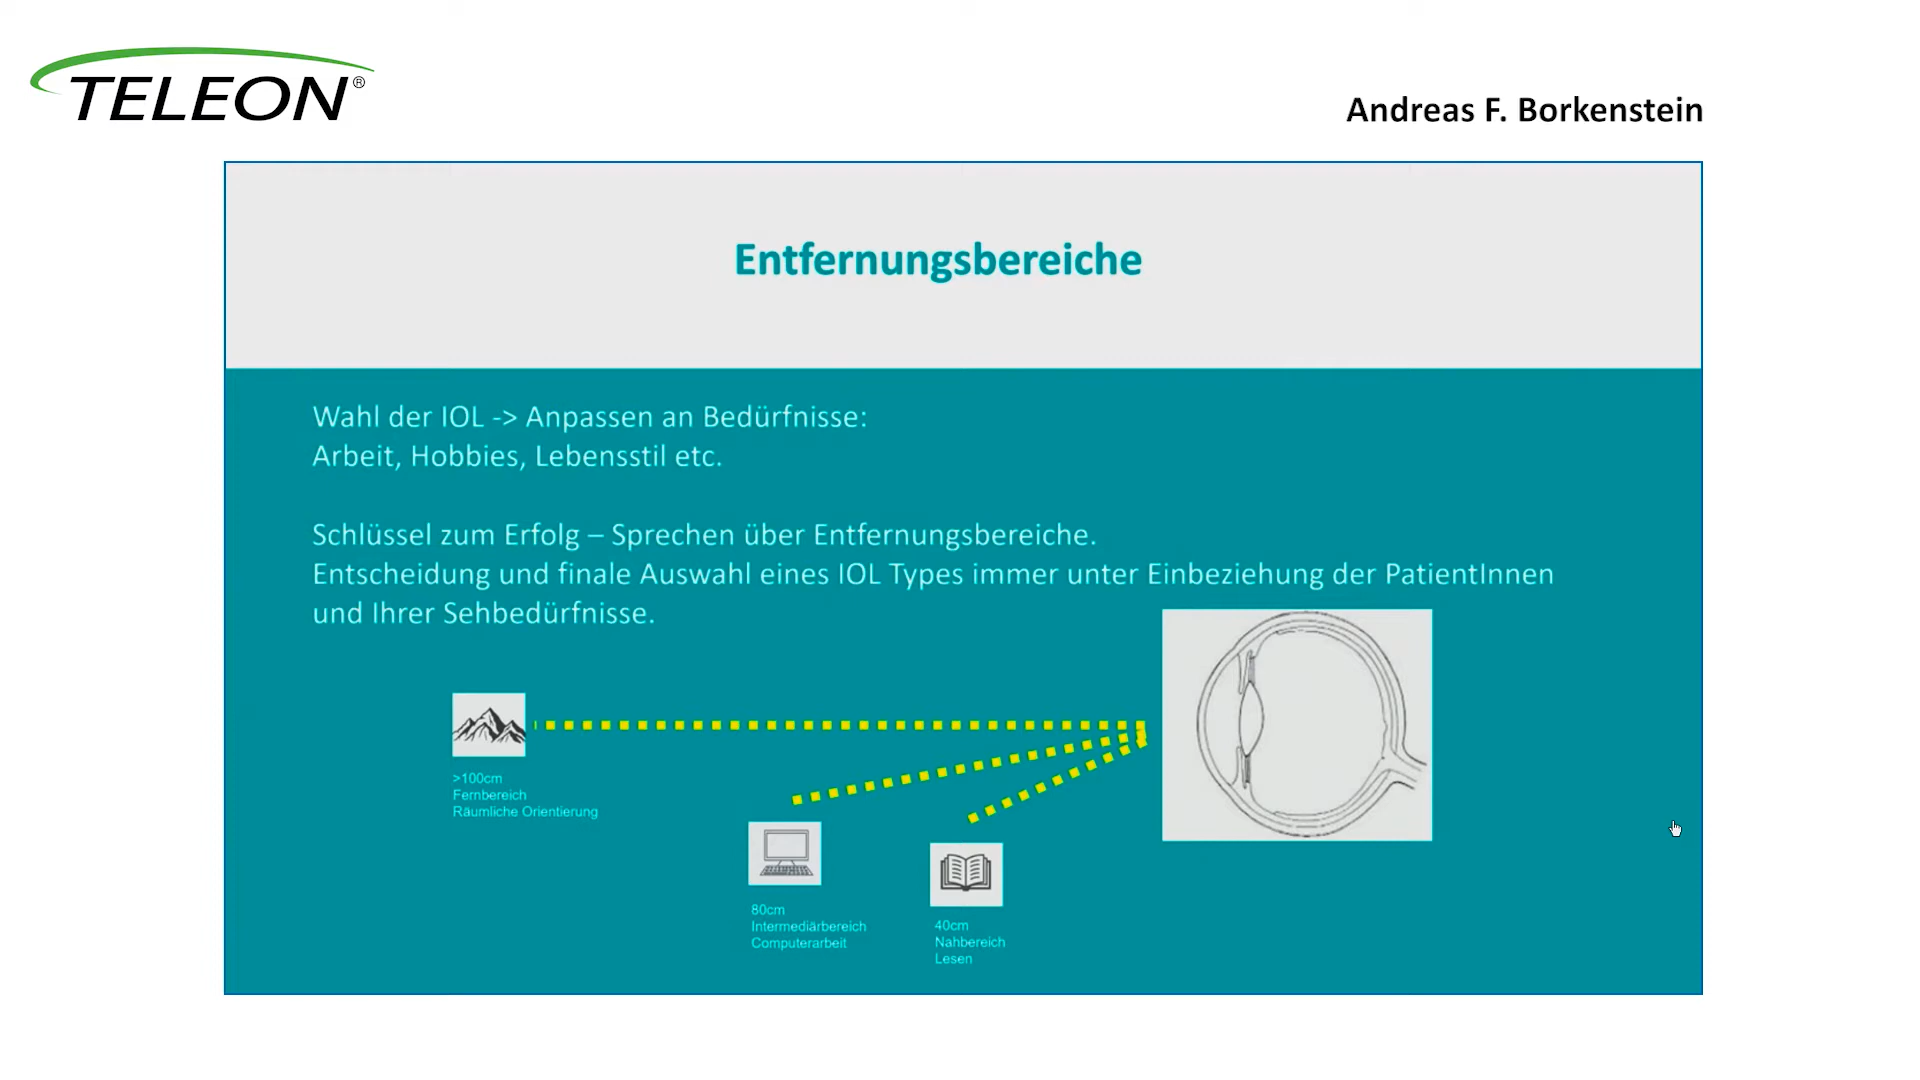 TELEON®
Andreas F. Borkenstein
Entfernungsbereiche
Wahl der IOL -> Anpassen an Bedürfnisse:
Arbeit, Hobbies, Lebensstil etc.
Schlüssel zum Erfolg – Sprechen über Entfernungsbereiche.
Entscheidung und finale Auswahl eines IOL Types immer unter Einbeziehung der PatientInnen
und Ihrer Sehbedürfnisse.
>100cm
Fernbereich
Räumliche Orientierung
80cm
Intermediärbereich
Computerarbeit
40cm
Nahbereich
Lesen